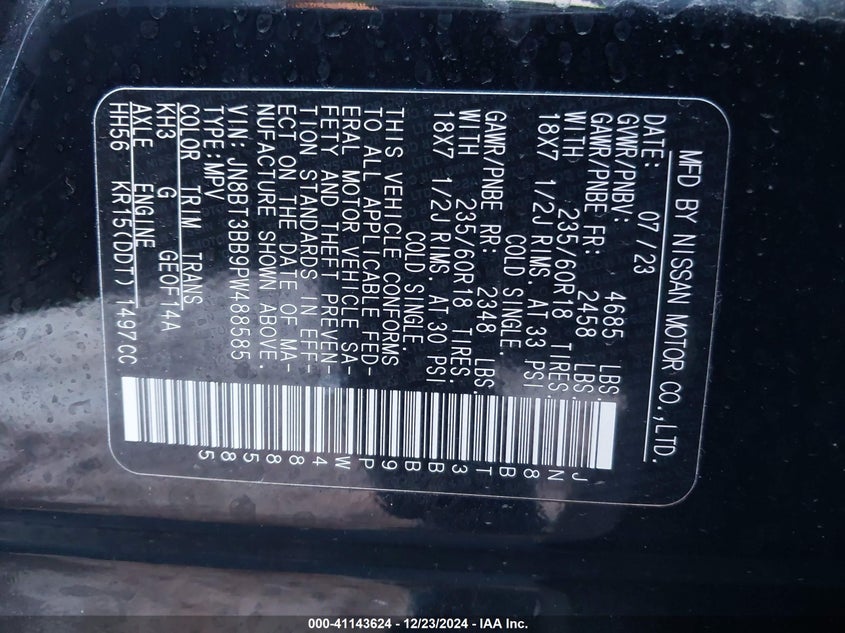 MFD BY NISSAN MOTOR CO.,LTD.
DATE: 07/23
GVWR/PNBV: 4685 LBS.
GAWR/PNBE FR: 2458 LBS.
WITH 235/60R18 TIRES.
18X7 1/2J RIMS. AT 33 PSI
COLD SINGLE.
GAWR/PNBE RR: 2348 LBS.
WITH 235/60R18 TIRES.
18X7 1/2J RIMS. AT 30 PSI
COLD SINGLE
THIS VEHICLE CONFORMS
TO ALL APPLICABLE FED-
ERAL MOTOR VEHICLE SA-
FETY AND THEFT PREVEN-
TION STANDARDS IN EFF-
ECT ON THE DATE OF MA-
NUFACTURE SHOWN ABOVE.
VIN: JN8BT3BB9PW488585
TYPE:MPV
COLOR TRIM TRANS
KH3 G GEOF14A
AXLE ENGINE
HH56 KR15(DDT) 1497CC
JN8BT3BB9PW488585
000-41143624 - 12/23/2024 - IAA Inc.